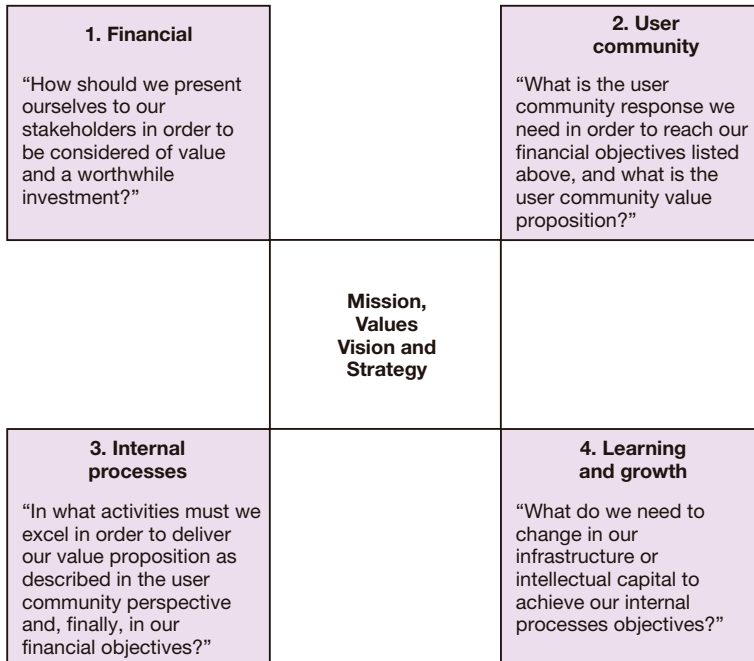 1. Financial
“How should we present
ourselves to our
stakeholders in order to
be considered of value
and a worthwhile
investment?”
2. User
community
“What is the user
community response we
need in order to reach our
financial objectives listed
above, and what is the
user community value
proposition?”
Mission,
Values
Vision and
Strategy
3. Internal
processes
“In what activities must we
excel in order to deliver
our value proposition as
described in the user
community perspective
and, finally, in our
financial objectives?”
4. Learning
and growth
“What do we need to
change in our
infrastructure or
intellectual capital to
achieve our internal
processes objectives?”